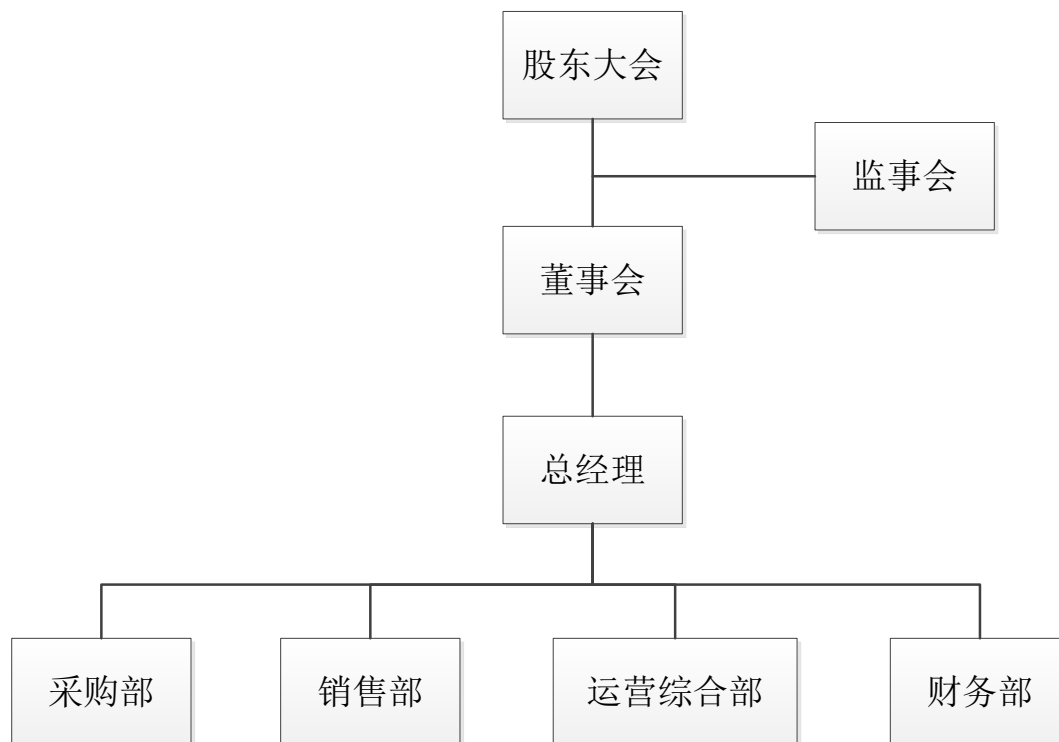 股东大会
监事会
董事会
总经理
采购部
销售部
运营综合部
财务部